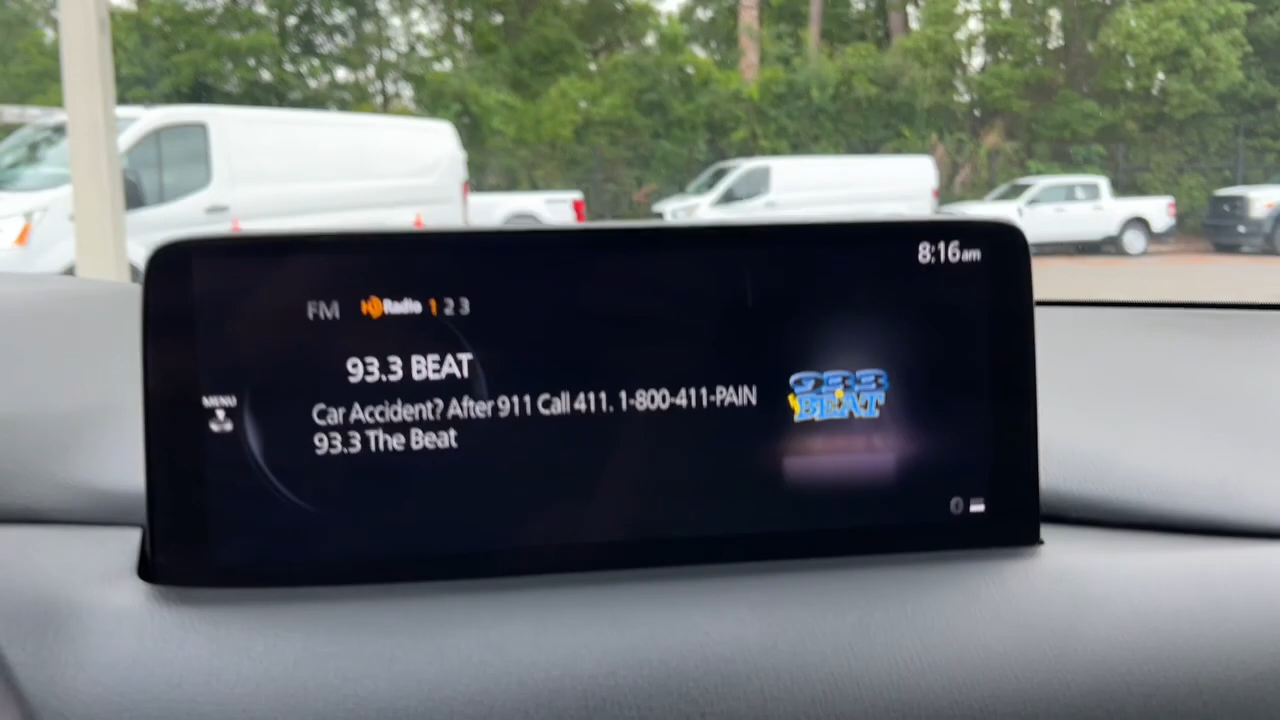 8:16am
FM HD Radio 1 2 3
93.3 BEAT
MENU
Car Accident? After 911 Call 411. 1-800-411-PAIN
93.3 The Beat
933
BEAT